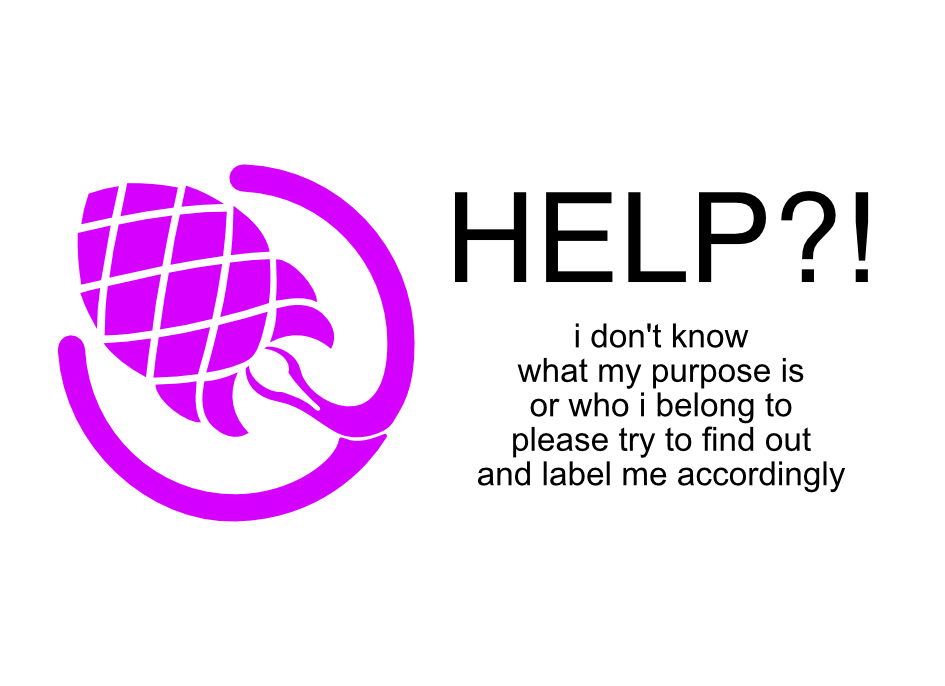 HELP?!
i don't know
what my purpose is
or who i belong to
please try to find out
and label me accordingly